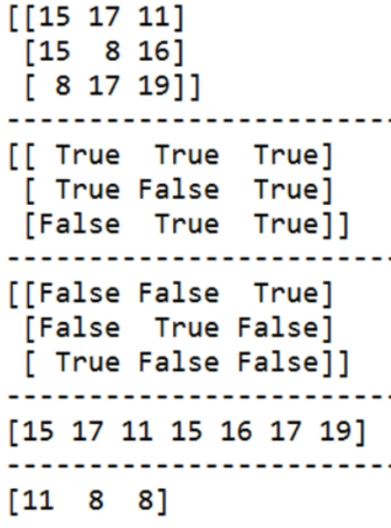 [[15 17 11]
 [15  8 16]
 [ 8 17 19]]
------------------------
[[ True  True  True]
 [ True False  True]
 [False  True  True]]
------------------------
[[False False  True]
 [False  True False]
 [ True False False]]
------------------------
[15 17 11 15 16 17 19]
------------------------
[11  8  8]